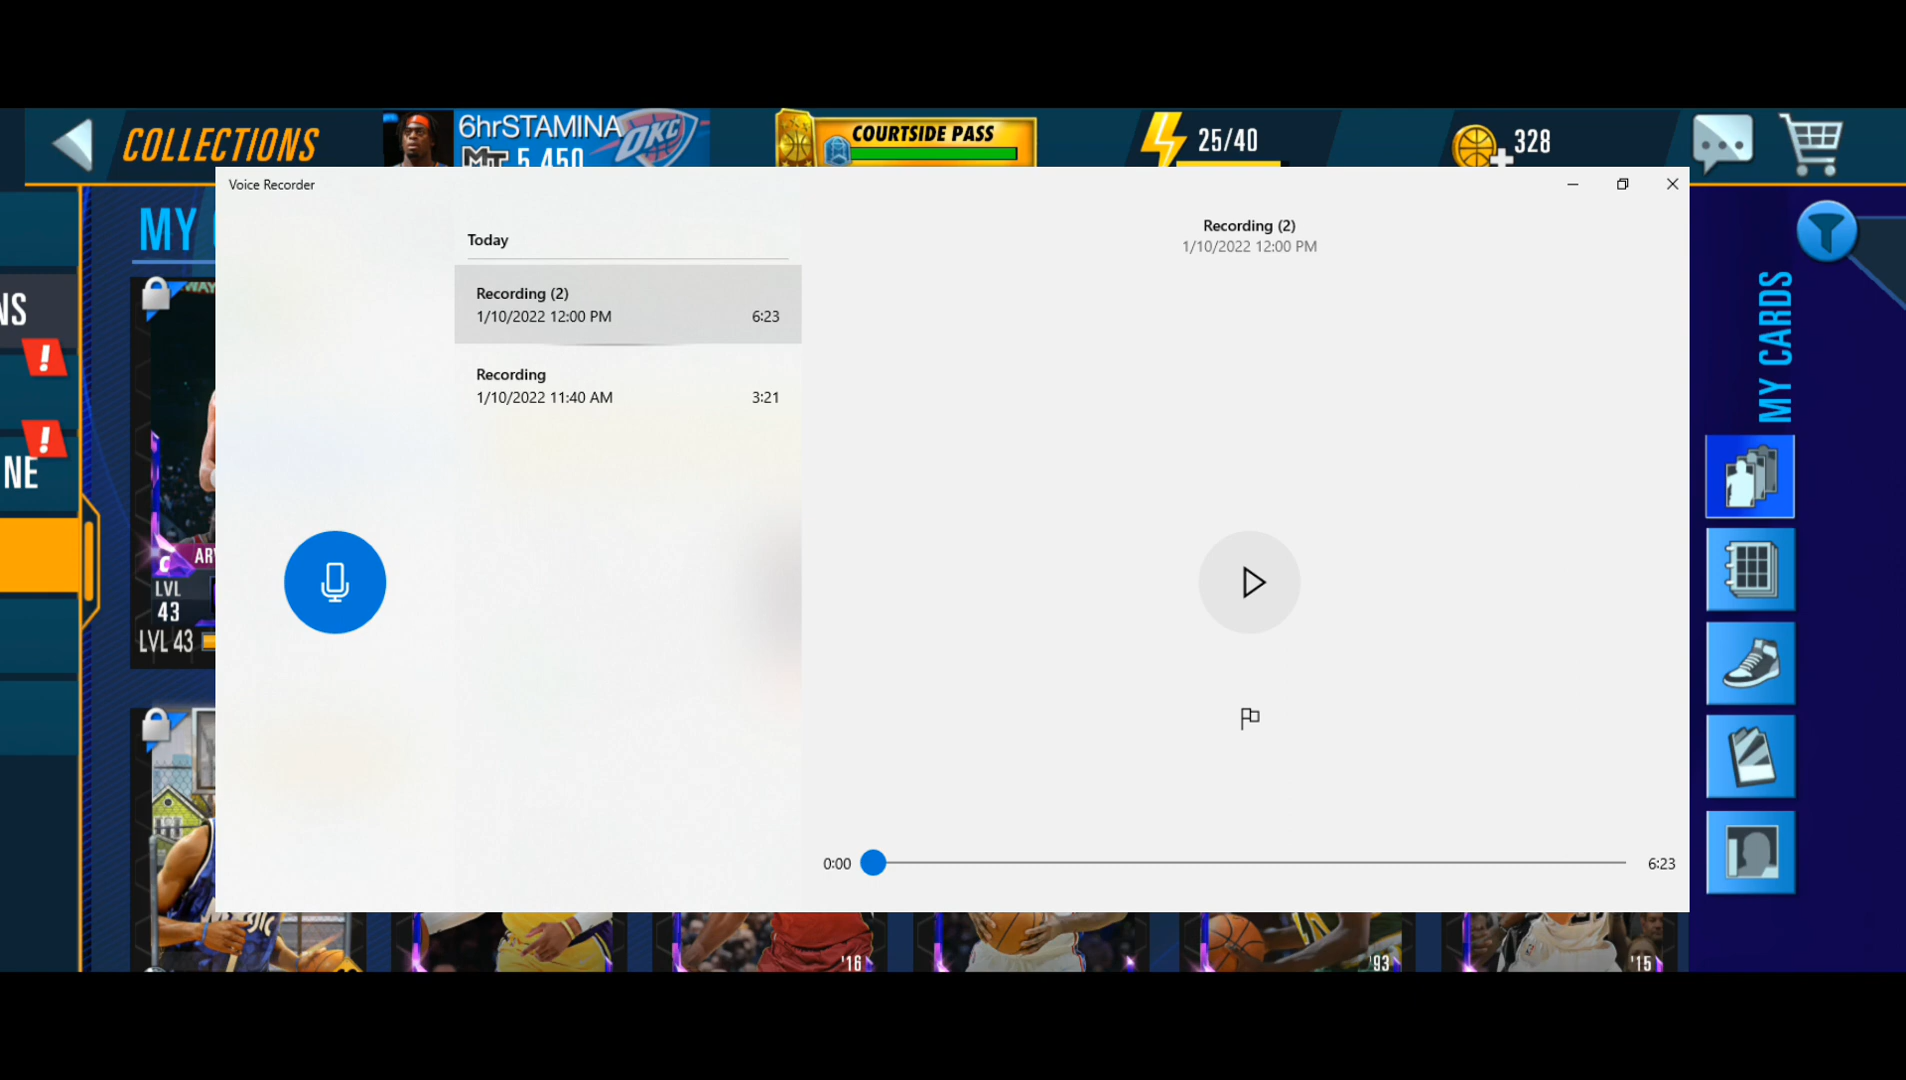 COLLECTIONS
6hrSTAMINA
MT 5,450
OKC
COURTSIDE PASS
25/40
328
MY
Voice Recorder
Today
Recording (2)
1/10/2022 12:00 PM
6:23
Recording
1/10/2022 11:40 AM
3:21
Recording (2)
1/10/2022 12:00 PM
0:00
6:23
NS
!
!
NE
C
AR
LVL
43
LVL 43
MY CARDS
'16
'93
'15